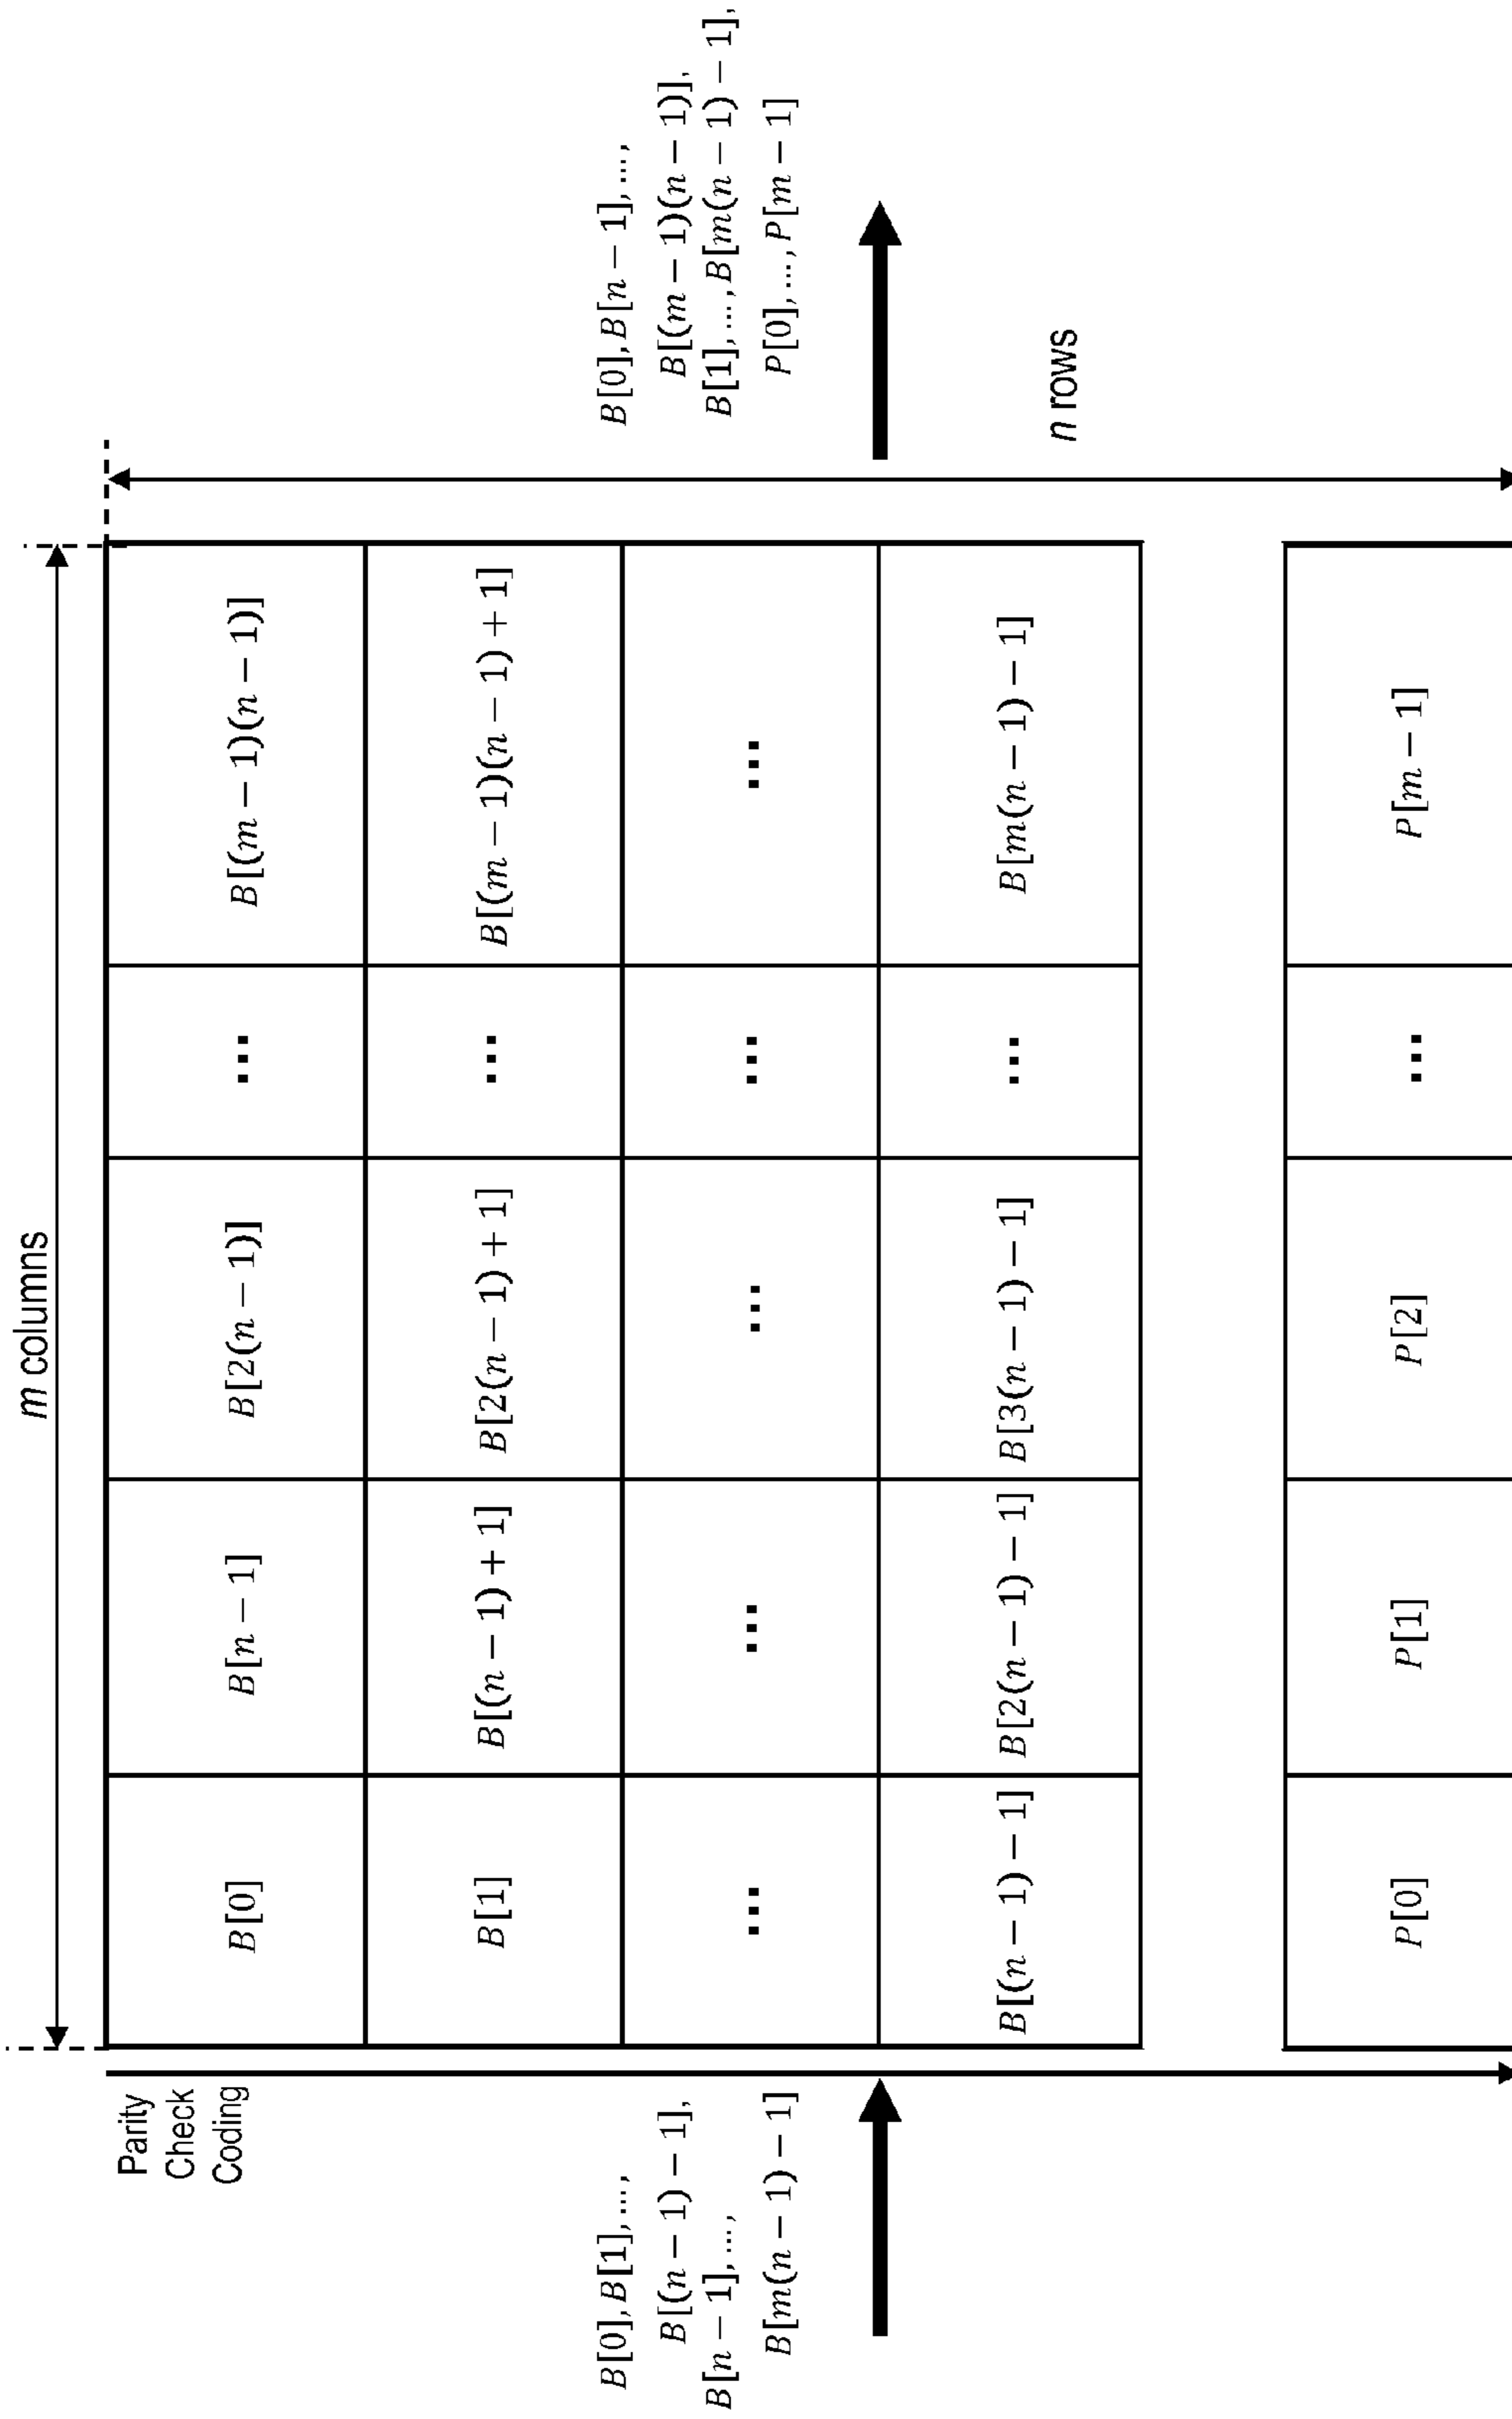 m columns
Parity
Check
Coding
B[0] B[n − 1] B[2(n − 1)] ... B[(m − 1)(n − 1)]
B[1] B[(n − 1) + 1] B[2(n − 1) + 1] ... B[(m − 1)(n − 1) + 1]
... ... ... ... ...
B[(n − 1) − 1] B[2(n − 1) − 1] B[3(n − 1) − 1] ... B[m(n − 1) − 1]
P[0] P[1] P[2] ... P[m − 1]
B[0], B[1], ...,
B[(n − 1) − 1],
B[n − 1], ...,
B[m(n − 1) − 1]
B[0], B[n − 1], ...,
B[(m − 1)(n − 1)],
B[1], ..., B[m(n − 1) − 1],
P[0], ..., P[m − 1]
n rows